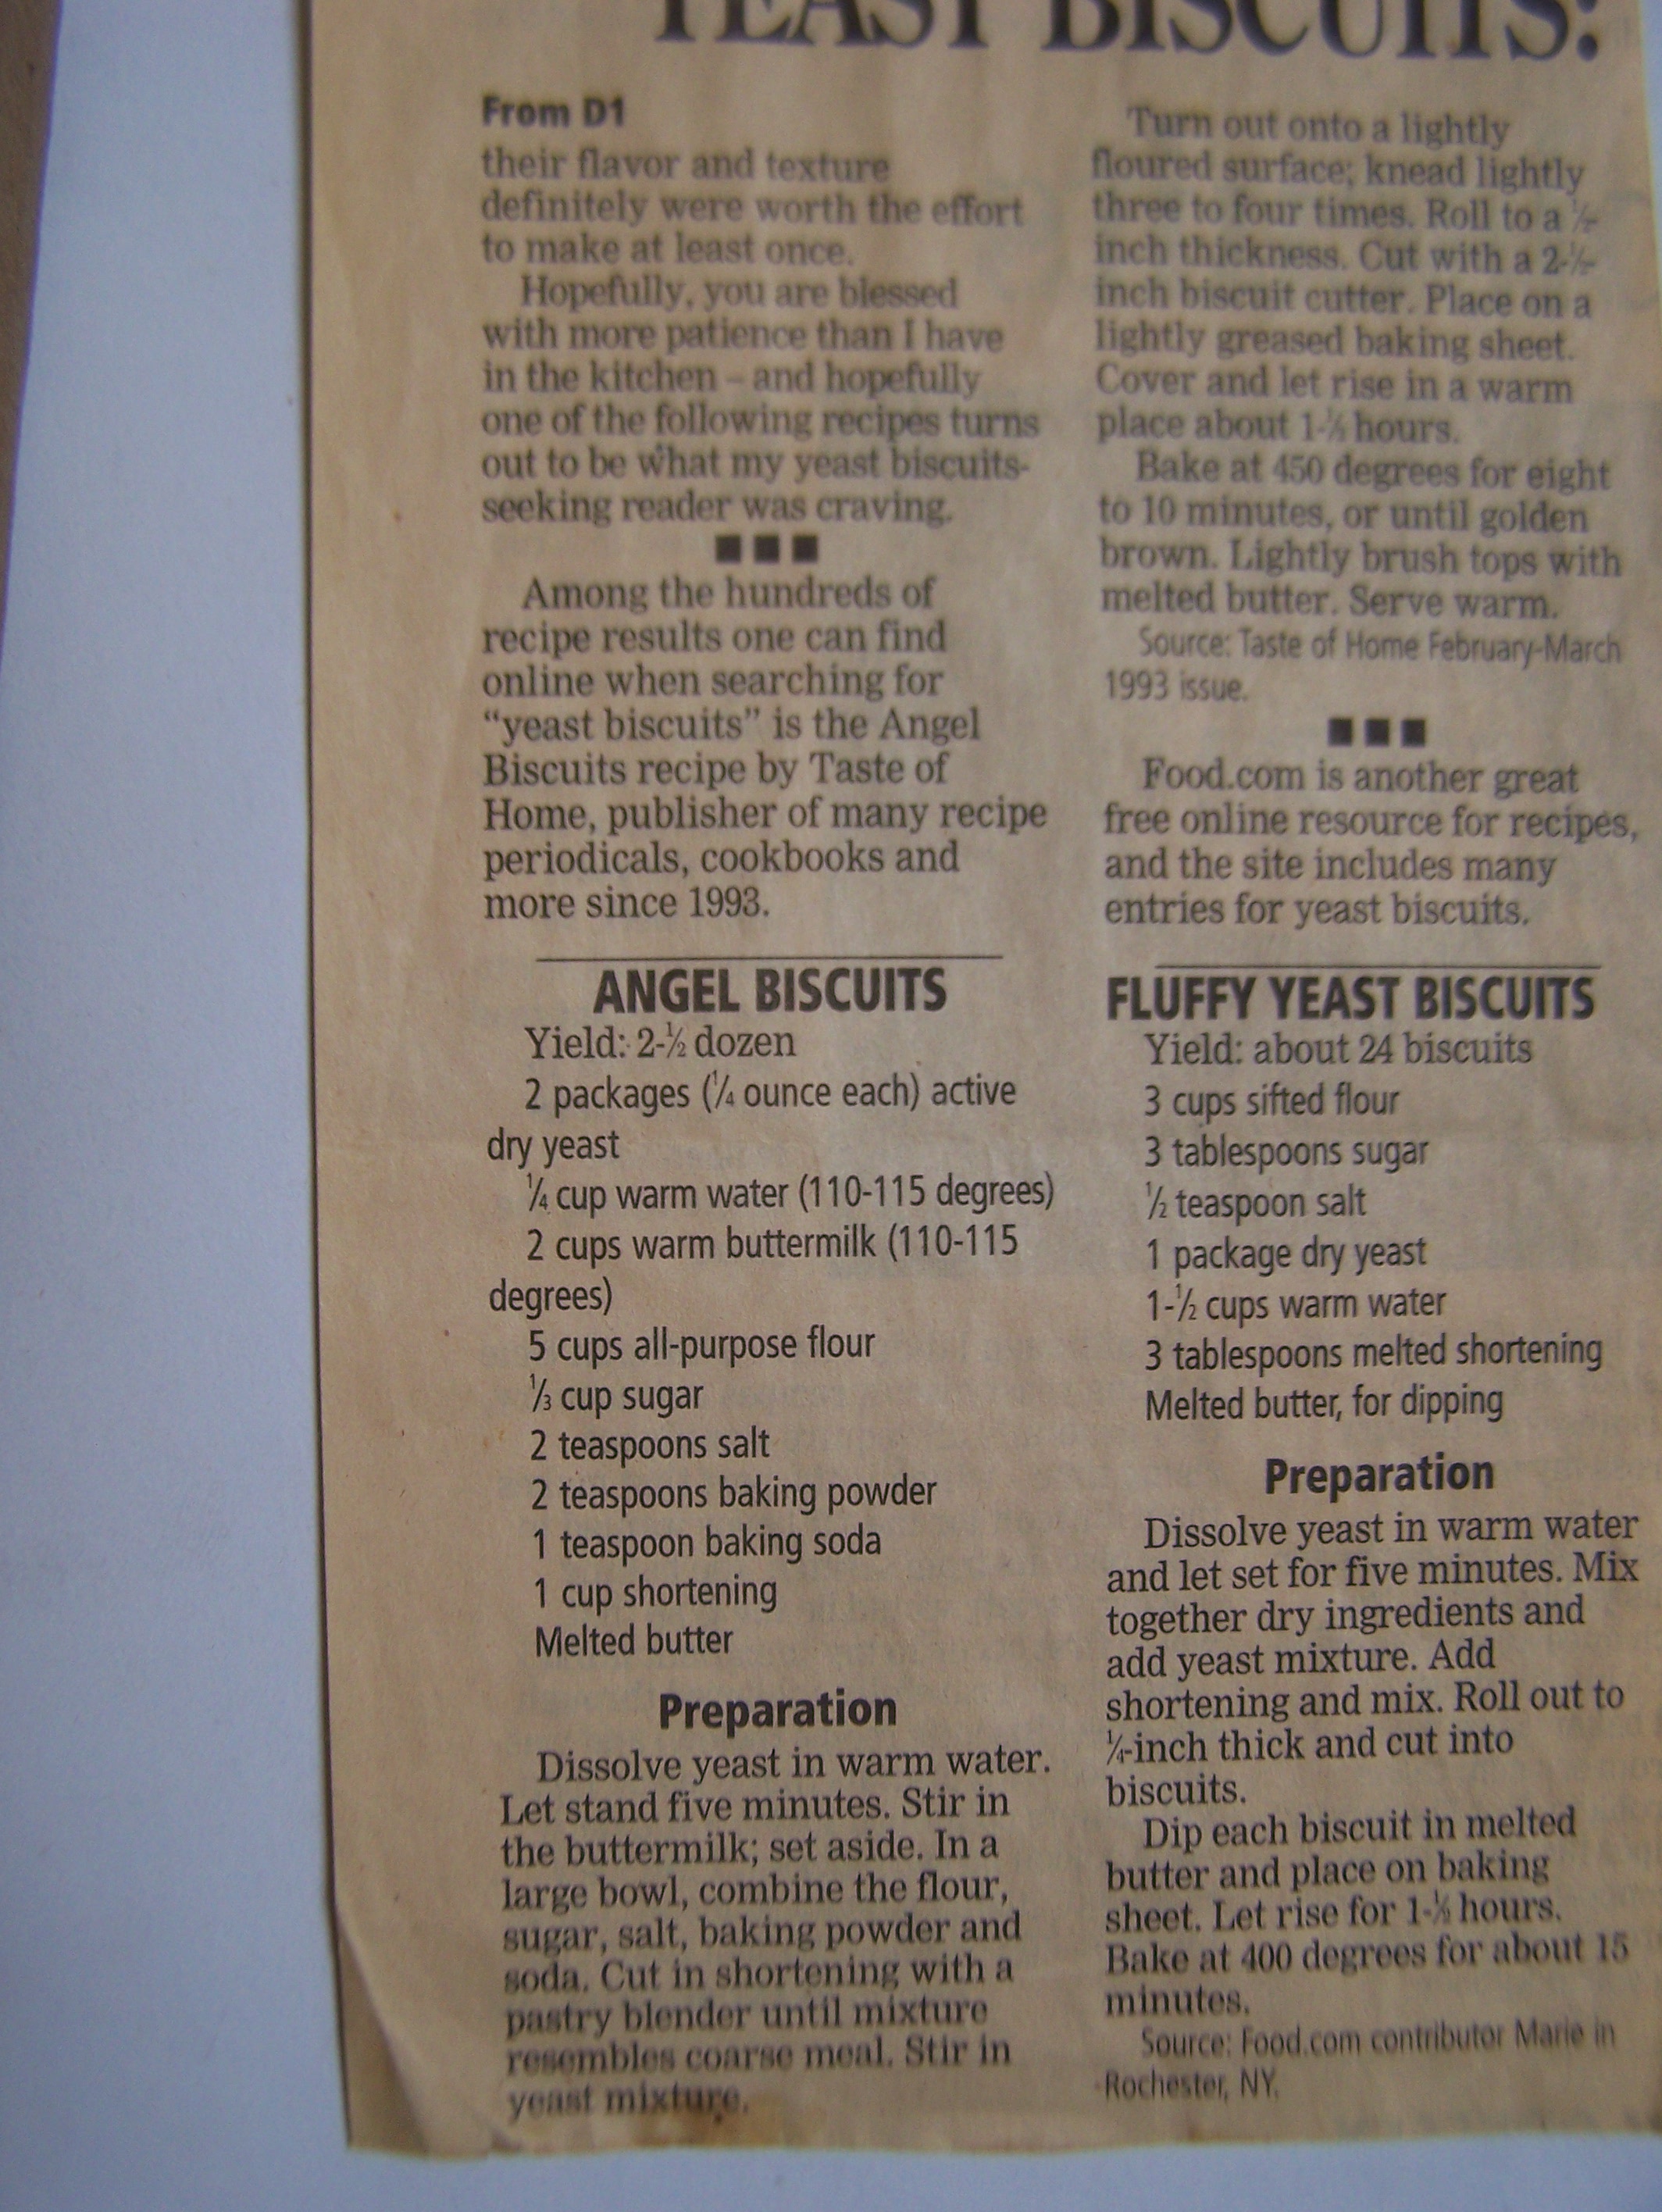 YEAST BISCUITS:
From D1
their flavor and texture
definitely were worth the effort
to make at least once.
Hopefully, you are blessed
with more patience than I have
in the kitchen – and hopefully
one of the following recipes turns
out to be what my yeast biscuits-
seeking reader was craving.
■ ■ ■
Among the hundreds of
recipe results one can find
online when searching for
“yeast biscuits” is the Angel
Biscuits recipe by Taste of
Home, publisher of many recipe
periodicals, cookbooks and
more since 1993.
ANGEL BISCUITS
Yield: 2-½ dozen
2 packages (¼ ounce each) active
dry yeast
¼ cup warm water (110-115 degrees)
2 cups warm buttermilk (110-115
degrees)
5 cups all-purpose flour
⅓ cup sugar
2 teaspoons salt
2 teaspoons baking powder
1 teaspoon baking soda
1 cup shortening
Melted butter
Preparation
Dissolve yeast in warm water.
Let stand five minutes. Stir in
the buttermilk; set aside. In a
large bowl, combine the flour,
sugar, salt, baking powder and
soda. Cut in shortening with a
pastry blender until mixture
resembles coarse meal. Stir in
yeast mixture.
Turn out onto a lightly
floured surface; knead lightly
three to four times. Roll to a ½-
inch thickness. Cut with a 2-½-
inch biscuit cutter. Place on a
lightly greased baking sheet.
Cover and let rise in a warm
place about hours.
Bake at 450 degrees for eight
to 10 minutes, or until golden
brown. Lightly brush tops with
melted butter. Serve warm.
Source: Taste of Home February-March
1993 issue.
■ ■ ■
Food.com is another great
free online resource for recipes,
and the site includes many
entries for yeast biscuits.
FLUFFY YEAST BISCUITS
Yield: about 24 biscuits
3 cups sifted flour
3 tablespoons sugar
½ teaspoon salt
1 package dry yeast
1-½ cups warm water
3 tablespoons melted shortening
Melted butter, for dipping
Preparation
Dissolve yeast in warm water
and let set for five minutes. Mix
together dry ingredients and
add yeast mixture. Add
shortening and mix. Roll out to
¼-inch thick and cut into
biscuits.
Dip each biscuit in melted
butter and place on baking
sheet. Let rise for hours.
Bake at 400 degrees for about 15
minutes.
Source: Food.com contributor Marie in
Rochester, NY.